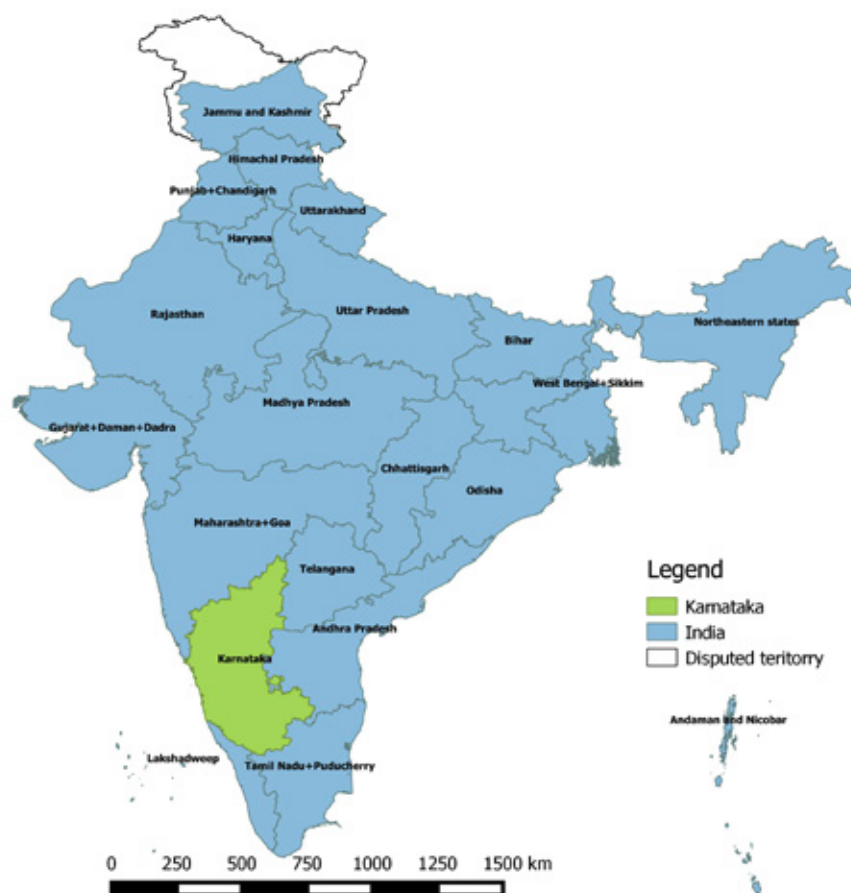 Jammu and Kashmir
Himachal Pradesh
Punjab+Chandigarh
Uttarakhand
Haryana
Rajasthan
Uttar Pradesh
Northeastern states
Bihar
West Bengal+Sikkim
Madhya Pradesh
Gujarat+Daman+Dadra
Chhattisgarh
Odisha
Maharashtra+Goa
Telangana
Andhra Pradesh
Karnataka
Legend
Karnataka
India
Disputed teritorry
Andaman and Nicobar
Lakshadweep
Tamil Nadu+Puducherry
0 250 500 750 1000 1250 1500 km